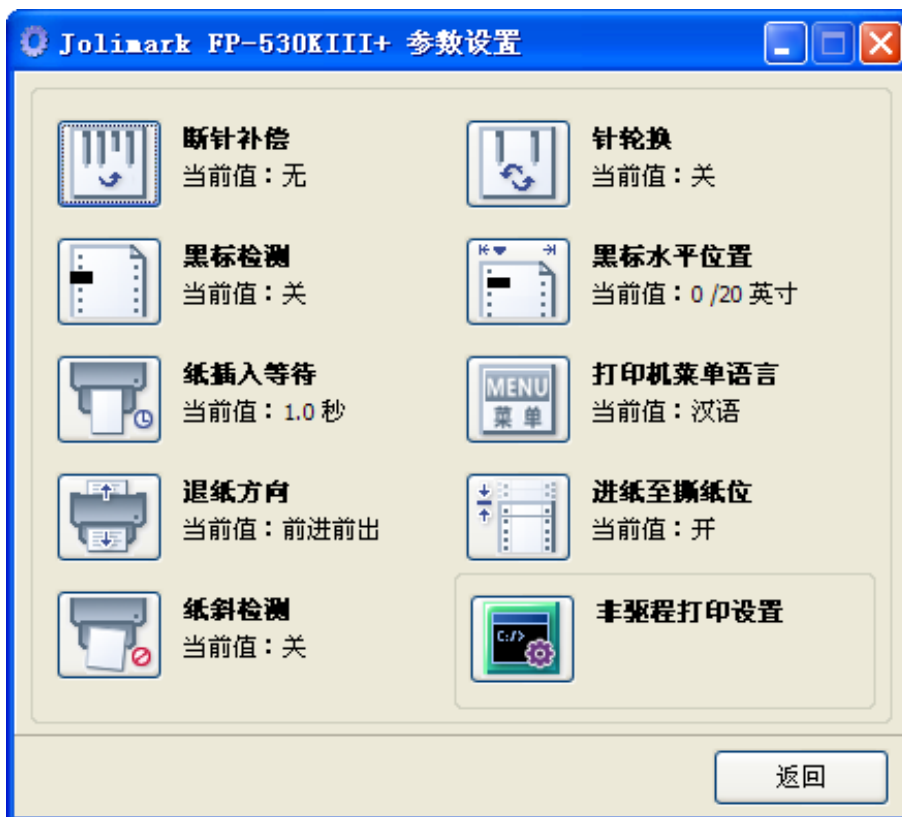 Jolimark FP-530KIII+ 参数设置
断针补偿
当前值：无
针轮换
当前值：关
黑标检测
当前值：关
黑标水平位置
当前值：0 /20 英寸
纸插入等待
当前值：1.0 秒
MENU
菜单
打印机菜单语言
当前值：汉语
退纸方向
当前值：前进前出
进纸至撕纸位
当前值：开
纸斜检测
当前值：关
C:/>
非驱程打印设置
返回